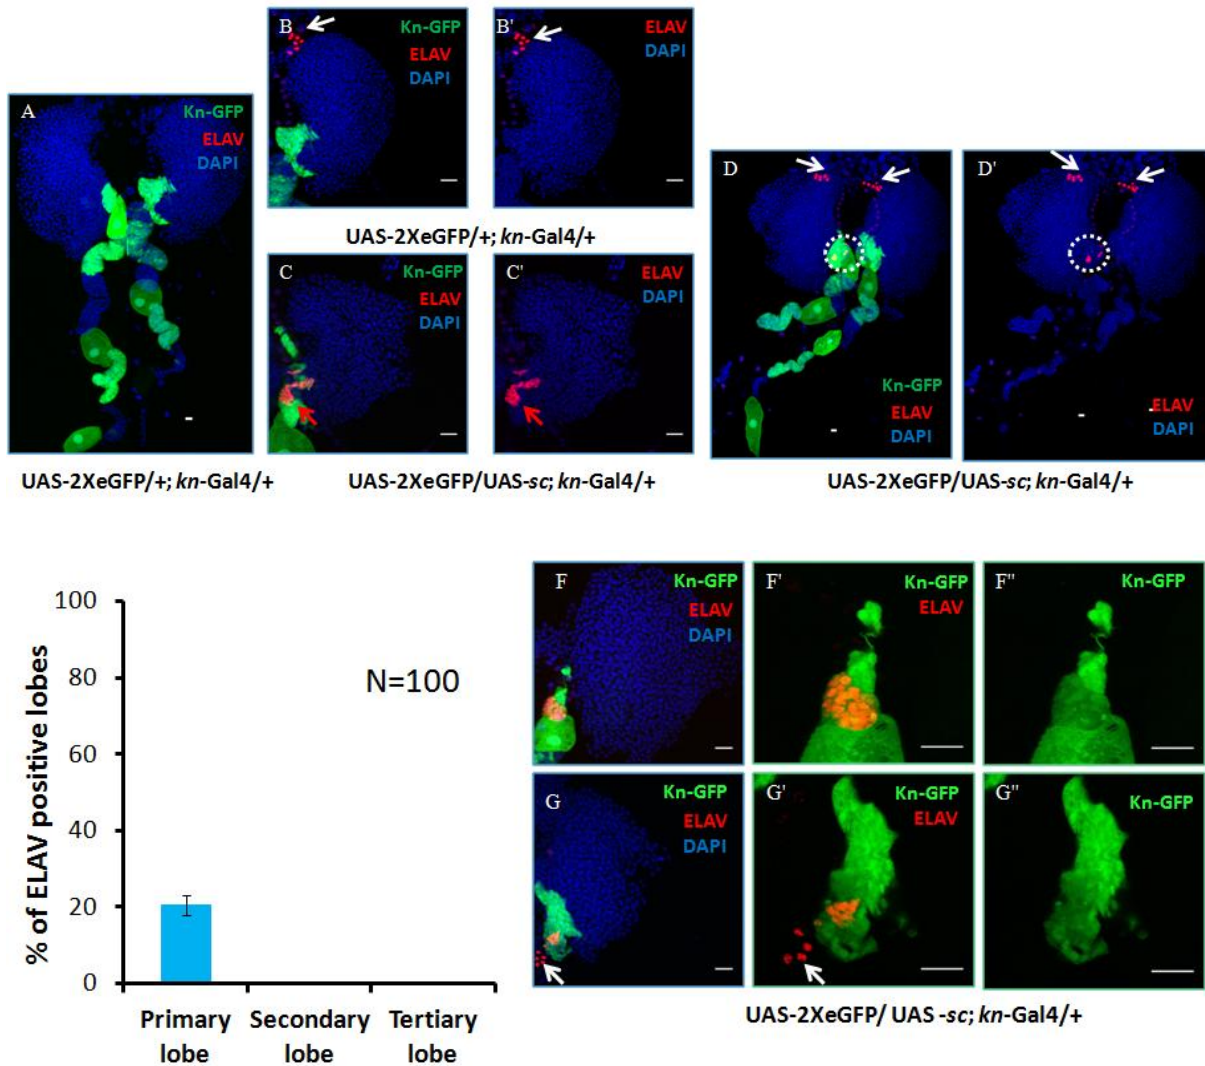 A
Kn-GFP
ELAV
DAPI
UAS-2XeGFP/+; kn-Gal4/+
B
Kn-GFP
ELAV
DAPI
B'
ELAV
DAPI
UAS-2XeGFP/+; kn-Gal4/+
C
Kn-GFP
ELAV
DAPI
C'
ELAV
DAPI
UAS-2XeGFP/UAS-sc; kn-Gal4/+
D
Kn-GFP
ELAV
DAPI
D'
ELAV
DAPI
UAS-2XeGFP/UAS-sc; kn-Gal4/+
% of ELAV positive lobes
100
80
60
40
20
0
N=100
Primary
lobe
Secondary
lobe
Tertiary
lobe
F
Kn-GFP
ELAV
DAPI
F'
Kn-GFP
ELAV
F"
Kn-GFP
G
Kn-GFP
ELAV
DAPI
G'
Kn-GFP
ELAV
G"
Kn-GFP
UAS-2XeGFP/ UAS -sc; kn-Gal4/+